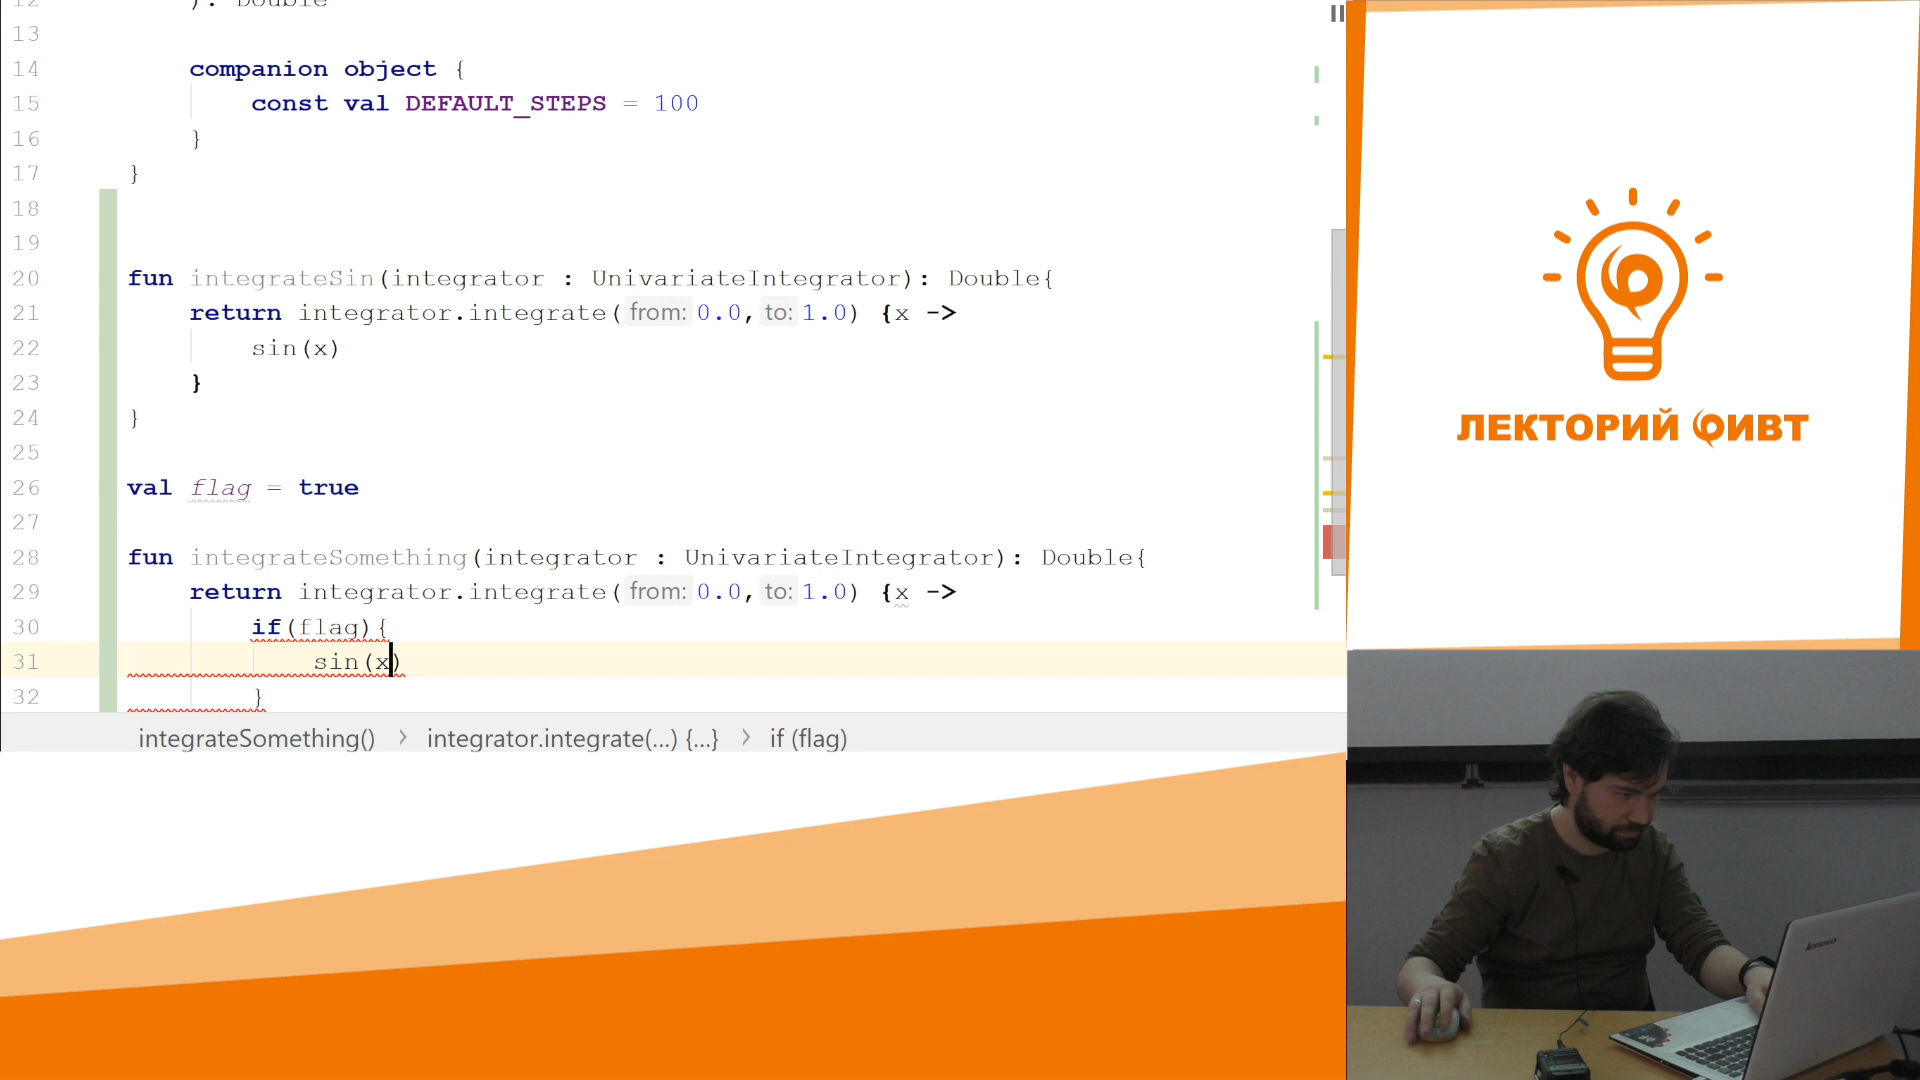 12 ): Double
13
14 companion object {
15 const val DEFAULT_STEPS = 100
16 }
17 }
18
19
20 fun integrateSin(integrator : UnivariateIntegrator): Double{
21 return integrator.integrate( from: 0.0, to: 1.0) {x ->
22 sin(x)
23 }
24 }
25
26 val flag = true
27
28 fun integrateSomething(integrator : UnivariateIntegrator): Double{
29 return integrator.integrate( from: 0.0, to: 1.0) {x ->
30 if(flag){
31 sin(x)
32 }
integrateSomething() > integrator.integrate(...) {...} > if (flag)
ЛЕКТОРИЙ ФИВТ
lenovo